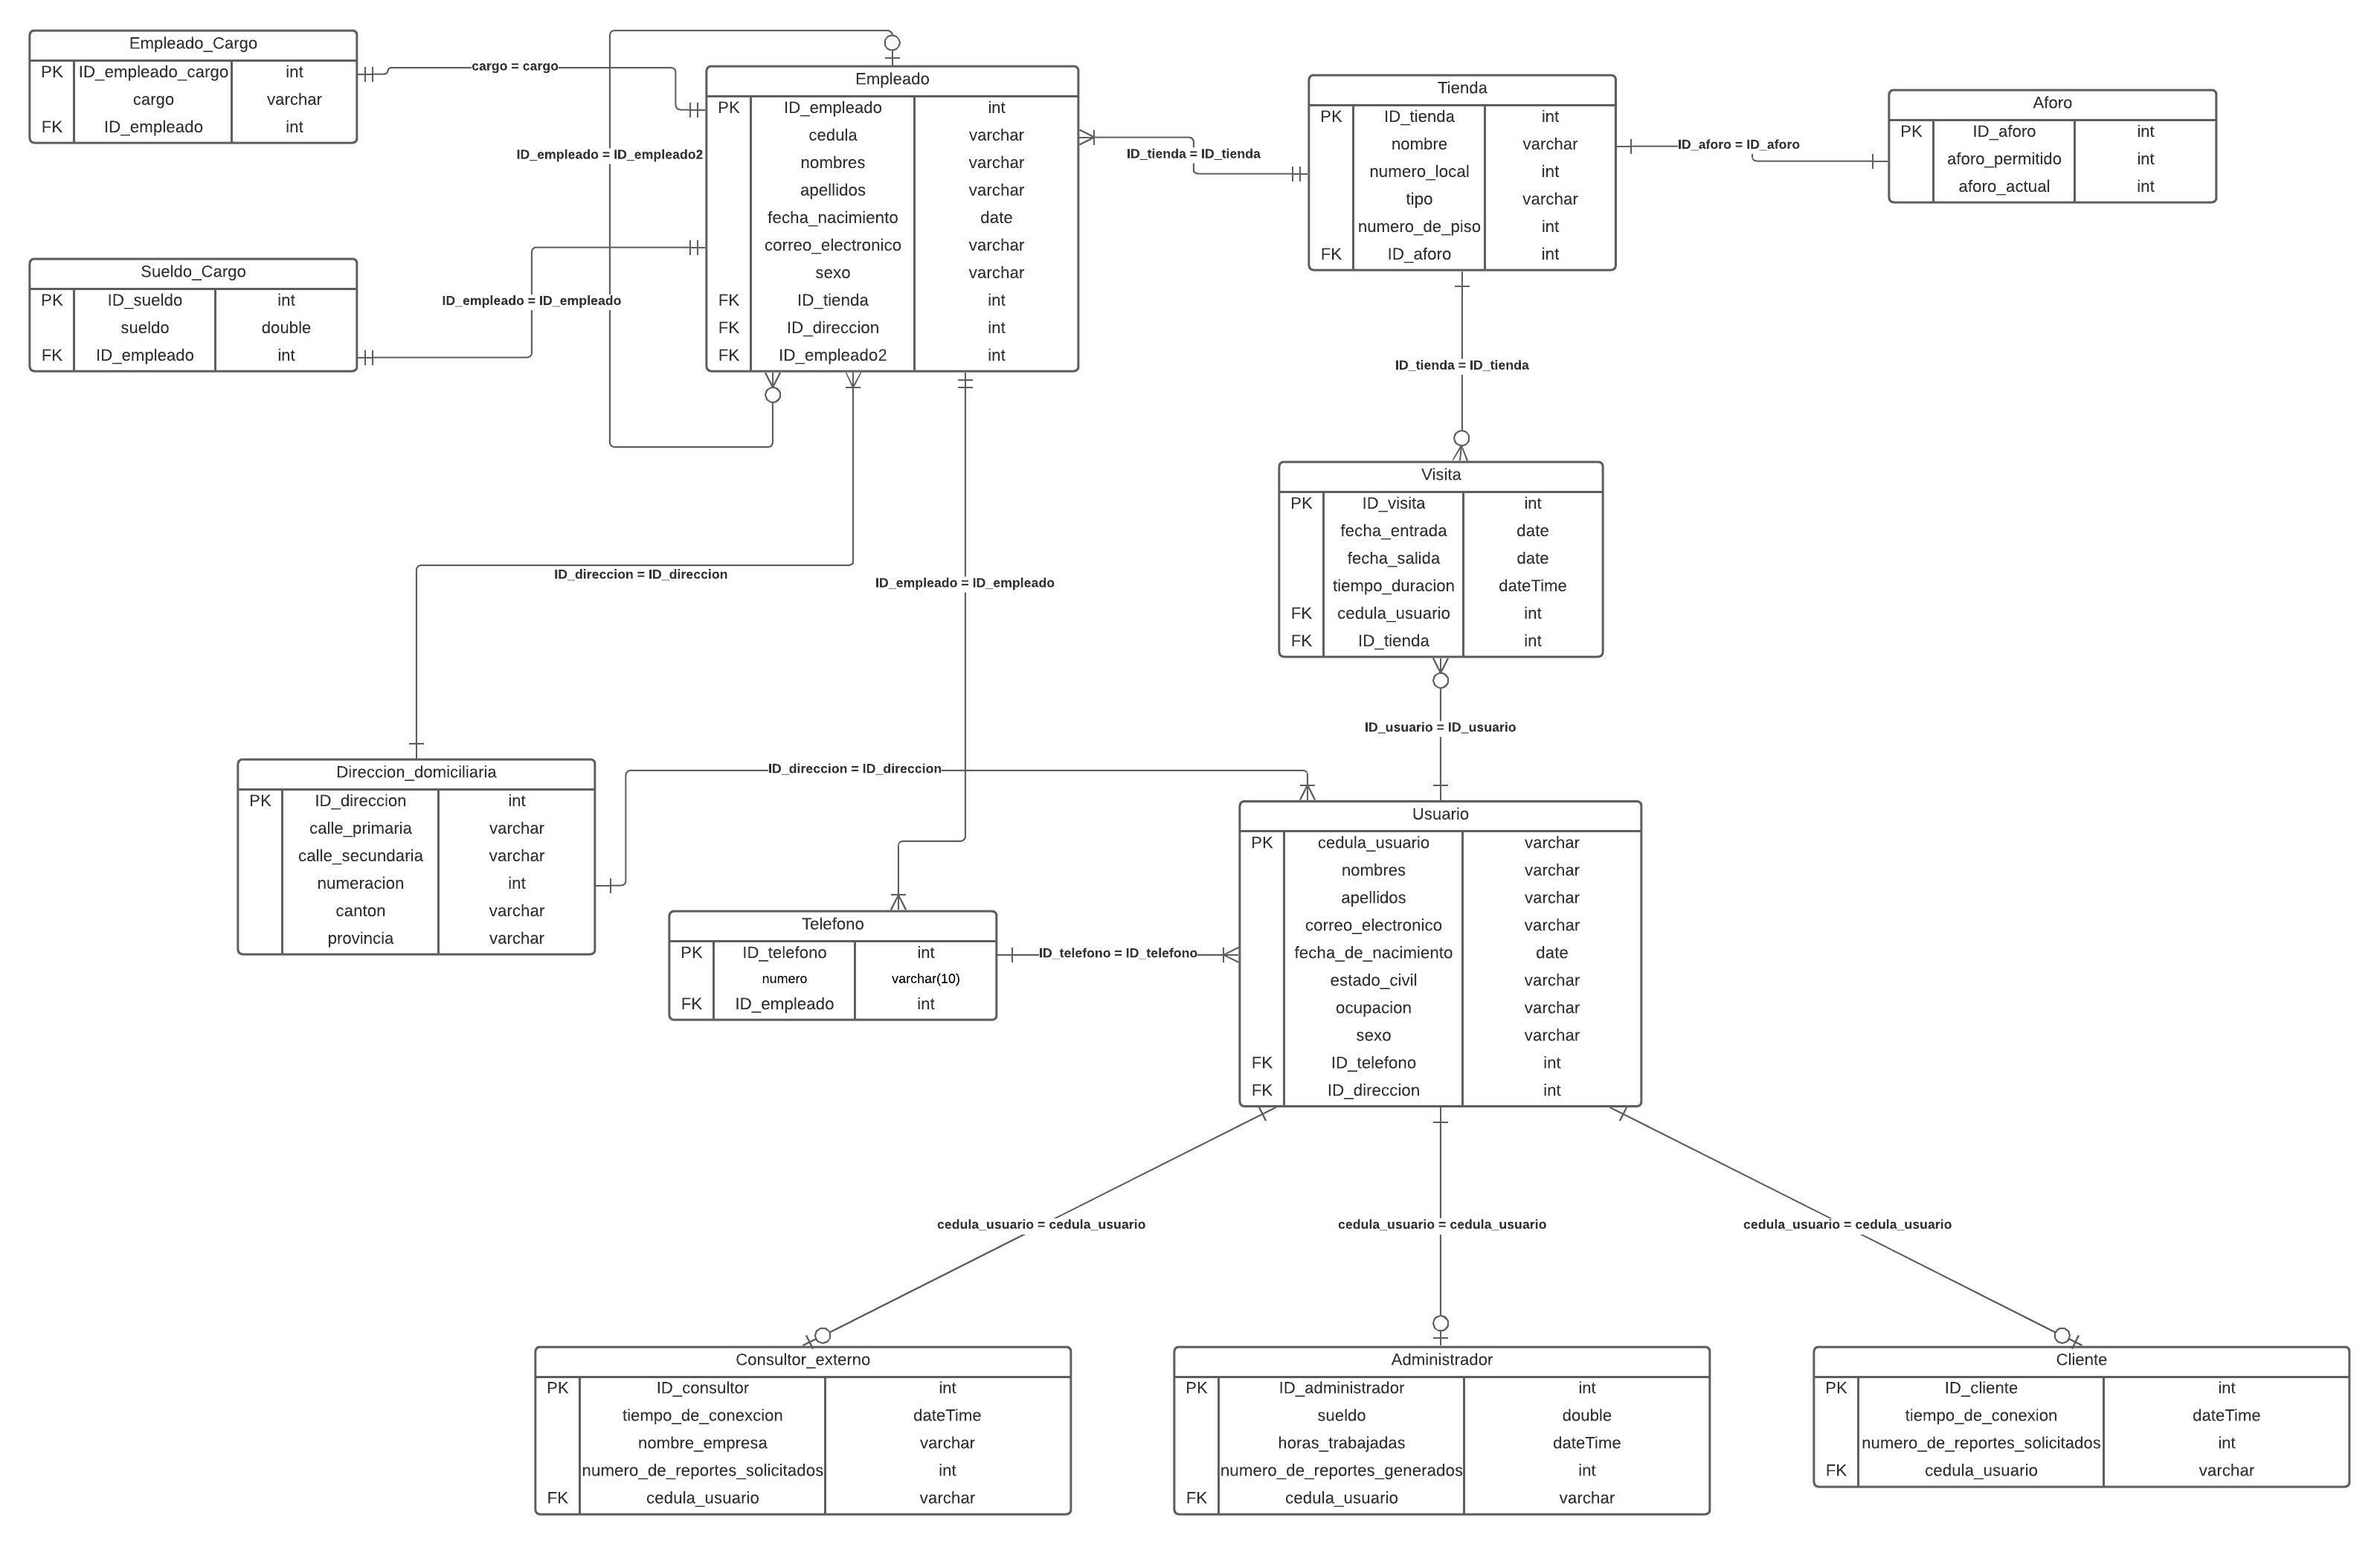 Empleado_Cargo
PK ID_empleado_cargo int
cargo varchar
FK ID_empleado int
cargo = cargo
Empleado
PK ID_empleado int
cedula varchar
nombres varchar
apellidos varchar
fecha_nacimiento date
correo_electronico varchar
sexo varchar
FK ID_tienda int
FK ID_direccion int
FK ID_empleado2 int
ID_empleado = ID_empleado2
ID_tienda = ID_tienda
Tienda
PK ID_tienda int
nombre varchar
numero_local int
tipo varchar
numero_de_piso int
FK ID_aforo int
ID_aforo = ID_aforo
Aforo
PK ID_aforo int
aforo_permitido int
aforo_actual int
Sueldo_Cargo
PK ID_sueldo int
sueldo double
FK ID_empleado int
ID_empleado = ID_empleado
ID_tienda = ID_tienda
Visita
PK ID_visita int
fecha_entrada date
fecha_salida date
tiempo_duracion dateTime
FK cedula_usuario int
FK ID_tienda int
ID_direccion = ID_direccion
ID_empleado = ID_empleado
ID_usuario = ID_usuario
Direccion_domiciliaria
PK ID_direccion int
calle_primaria varchar
calle_secundaria varchar
numeracion int
canton varchar
provincia varchar
ID_direccion = ID_direccion
Telefono
PK ID_telefono int
numero varchar(10)
FK ID_empleado int
ID_telefono = ID_telefono
Usuario
PK cedula_usuario varchar
nombres varchar
apellidos varchar
correo_electronico varchar
fecha_de_nacimiento date
estado_civil varchar
ocupacion varchar
sexo varchar
FK ID_telefono int
FK ID_direccion int
cedula_usuario = cedula_usuario
cedula_usuario = cedula_usuario
cedula_usuario = cedula_usuario
Consultor_externo
PK ID_consultor int
tiempo_de_conexcion dateTime
nombre_empresa varchar
numero_de_reportes_solicitados int
FK cedula_usuario varchar
Administrador
PK ID_administrador int
sueldo double
horas_trabajadas dateTime
numero_de_reportes_generados int
FK cedula_usuario varchar
Cliente
PK ID_cliente int
tiempo_de_conexion dateTime
numero_de_reportes_solicitados int
FK cedula_usuario varchar